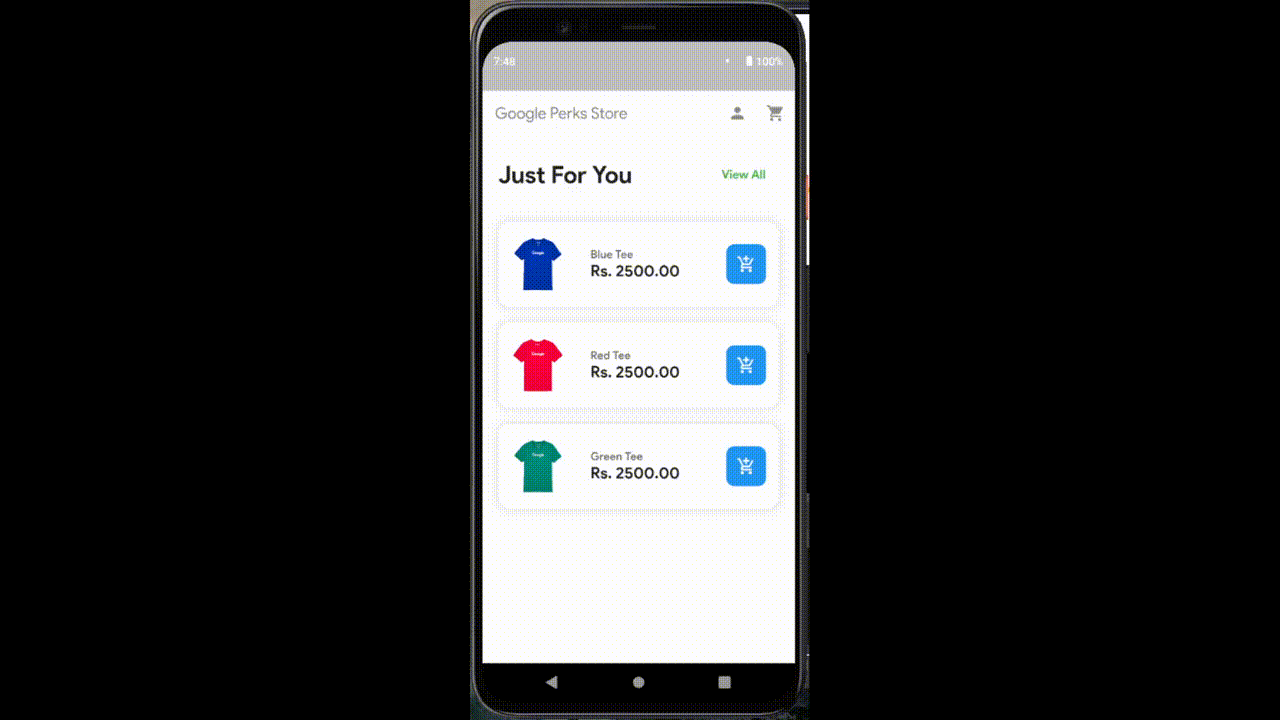 7:48
100%
Google Perks Store
Just For You
View All
Google
Blue Tee
Rs. 2500.00
Google
Red Tee
Rs. 2500.00
Google
Green Tee
Rs. 2500.00